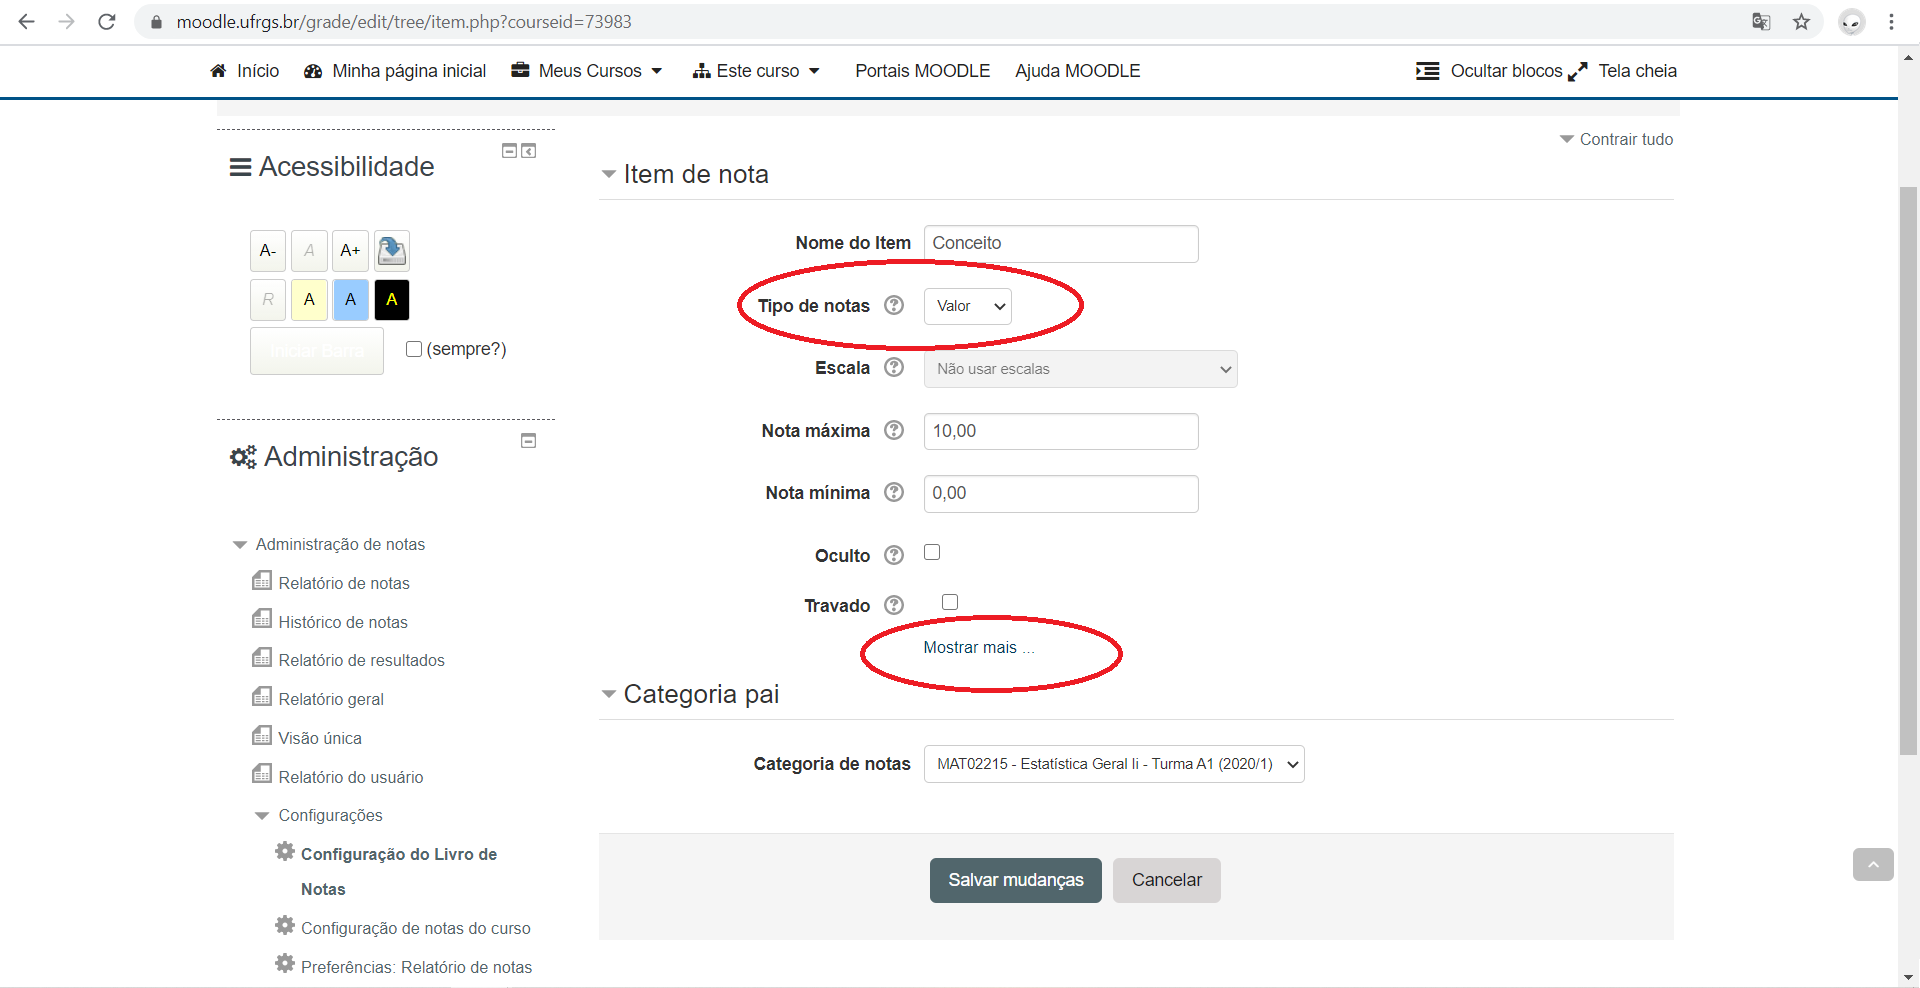 moodle.ufrgs.br/grade/edit/tree/item.php?courseid=73983
Início Minha página inicial Meus Cursos Este curso Portais MOODLE Ajuda MOODLE Ocultar blocos Tela cheia
Contrair tudo
Acessibilidade
A- A A+
R A A A
Iniciar Barra (sempre?)
Administração
Administração de notas
Relatório de notas
Histórico de notas
Relatório de resultados
Relatório geral
Visão única
Relatório do usuário
Configurações
Configuração do Livro de
Notas
Configuração de notas do curso
Preferências: Relatório de notas
Item de nota
Nome do Item Conceito
Tipo de notas ? Valor
Escala ? Não usar escalas
Nota máxima ? 10,00
Nota mínima ? 0,00
Oculto ?
Travado ?
Mostrar mais ...
Categoria pai
Categoria de notas MAT02215 - Estatística Geral Ii - Turma A1 (2020/1)
Salvar mudanças Cancelar